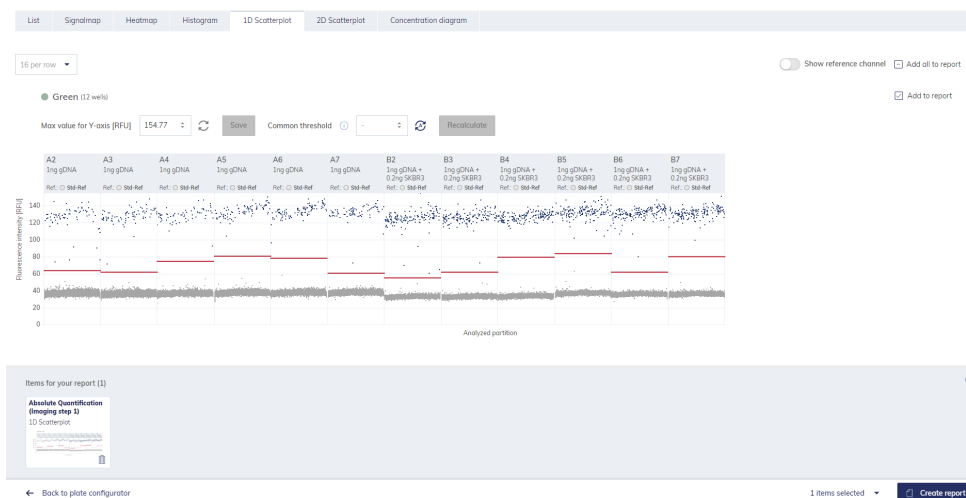 List Signalmap Heatmap Histogram 1D Scatterplot 2D Scatterplot Concentration diagram
16 per row Show reference channel Add all to report
Green (12 wells) Add to report
Max value for Y-axis [RFU] 154.77 Save Common threshold - Recalculate
A2 A3 A4 A5 A6 A7 B2 B3 B4 B5 B6 B7
1ng gDNA 1ng gDNA 1ng gDNA 1ng gDNA 1ng gDNA 1ng gDNA 1ng gDNA + 1ng gDNA + 1ng gDNA + 1ng gDNA + 1ng gDNA + 1ng gDNA +
0.2ng SKBR3 0.2ng SKBR3 0.2ng SKBR3 0.2ng SKBR3 0.2ng SKBR3 0.2ng SKBR3
Ref.: Std-Ref Ref.: Std-Ref Ref.: Std-Ref Ref.: Std-Ref Ref.: Std-Ref Ref.: Std-Ref Ref.: Std-Ref Ref.: Std-Ref Ref.: Std-Ref Ref.: Std-Ref Ref.: Std-Ref Ref.: Std-Ref
Fluorescence intensity [RFU]
140
120
100
80
60
40
20
0
Analyzed partition
Items for your report (1)
Absolute Quantification
(Imaging step 1)
1D Scatterplot
Back to plate configurator 1 items selected Create report